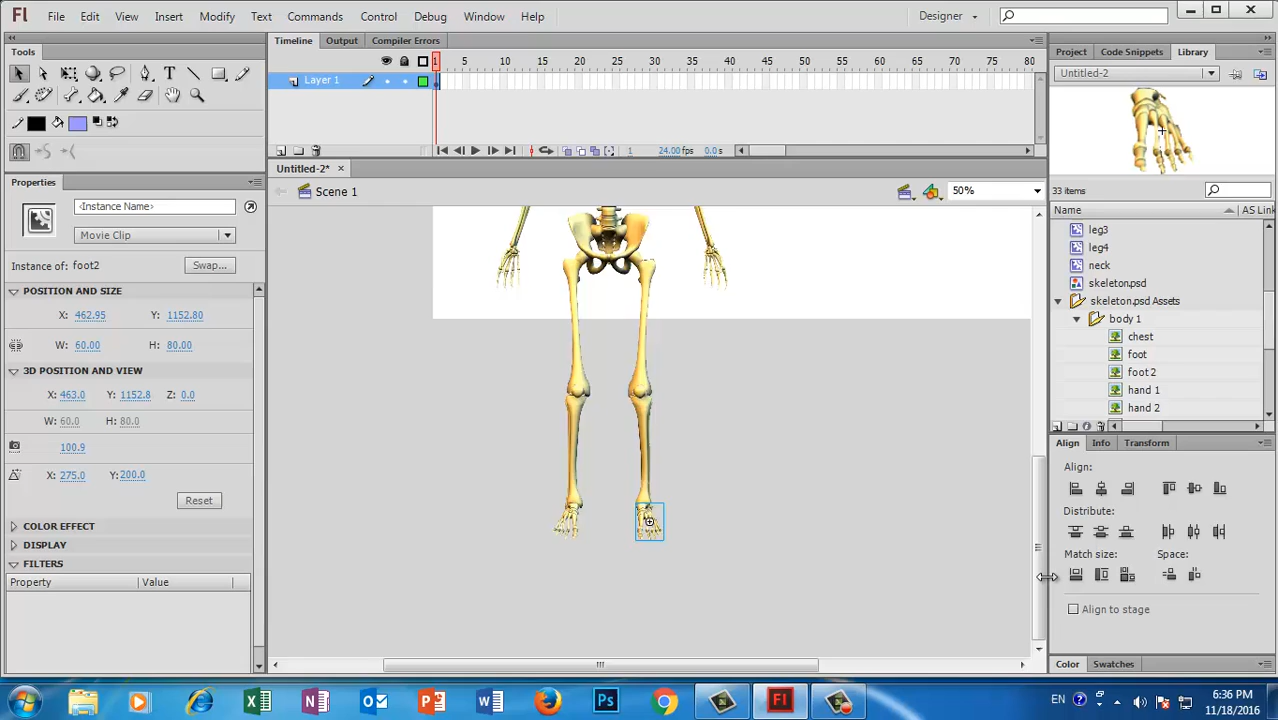 Fl File Edit View Insert Modify Text Commands Control Debug Window Help Designer
Tools
Timeline Output Compiler Errors
Project Code Snippets Library
1 5 10 15 20 25 30 35 40 45 50 55 60 65 70 75 80
Layer 1
Untitled-2
1 24.00fps 0.0s
Untitled-2*
Properties
Scene 1
50%
33 items
<Instance Name>
Movie Clip
Name AS Link
leg3
leg4
neck
skeleton.psd
skeleton.psd Assets
body 1
chest
foot
foot 2
hand 1
hand 2
Instance of: foot2 Swap...
POSITION AND SIZE
X: 462.95 Y: 1152.80
W: 60.00 H: 80.00
3D POSITION AND VIEW
X: 463.0 Y: 1152.8 Z: 0.0
W: 60.0 H: 80.0
100.9
X: 275.0 Y: 200.0
Reset
COLOR EFFECT
DISPLAY
FILTERS
Property Value
Align Info Transform
Align:
Distribute:
Match size: Space:
Align to stage
Color Swatches
EN
6:36 PM
11/18/2016
Ps
Fl